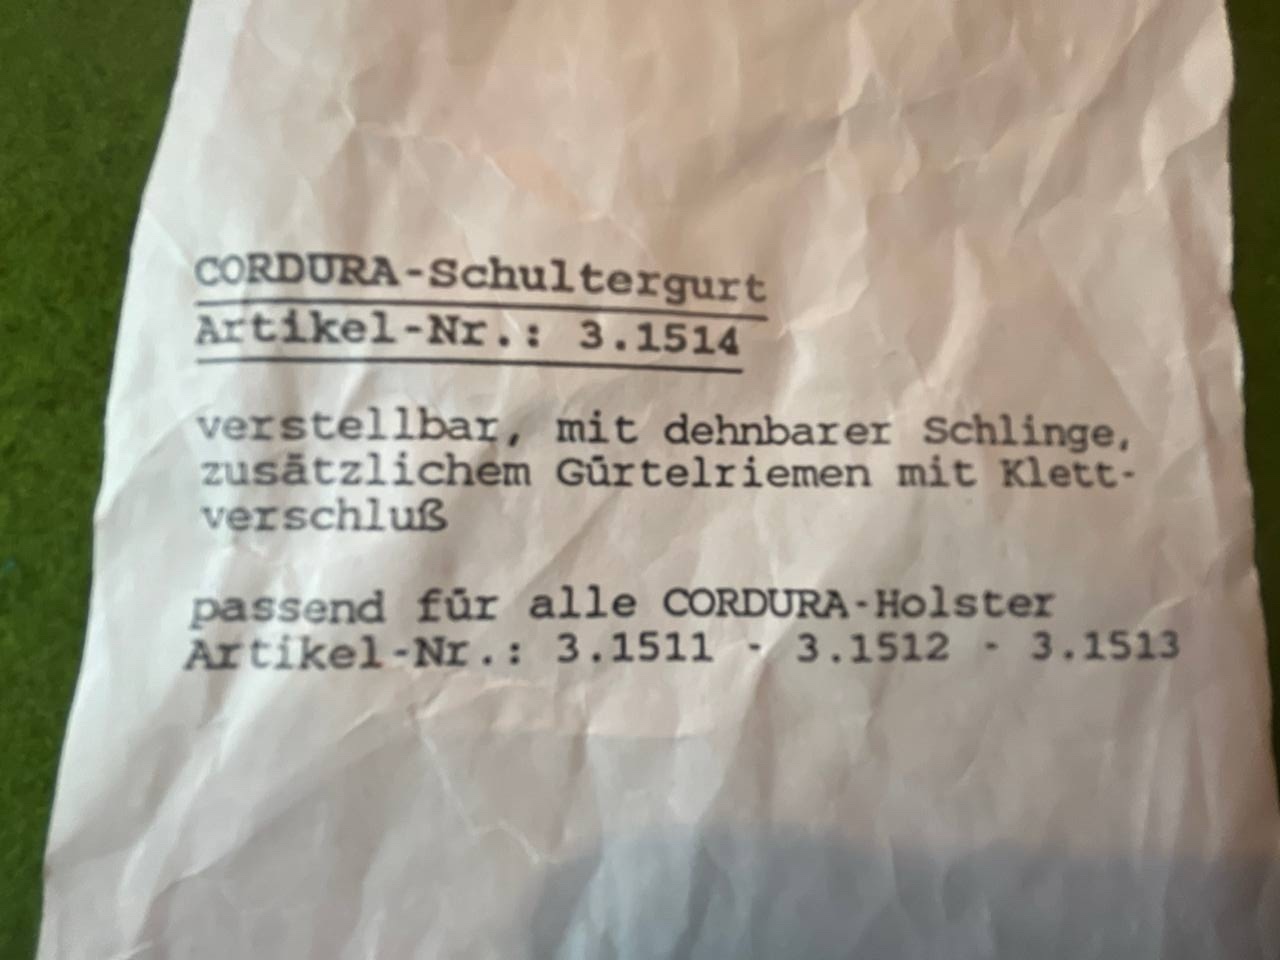 CORDURA-Schultergurt
Artikel-Nr.: 3.1514
verstellbar, mit dehnbarer Schlinge,
zusätzlichem Gürtelriemen mit Klett-
verschluß
passend für alle CORDURA-Holster
Artikel-Nr.: 3.1511 - 3.1512 - 3.1513